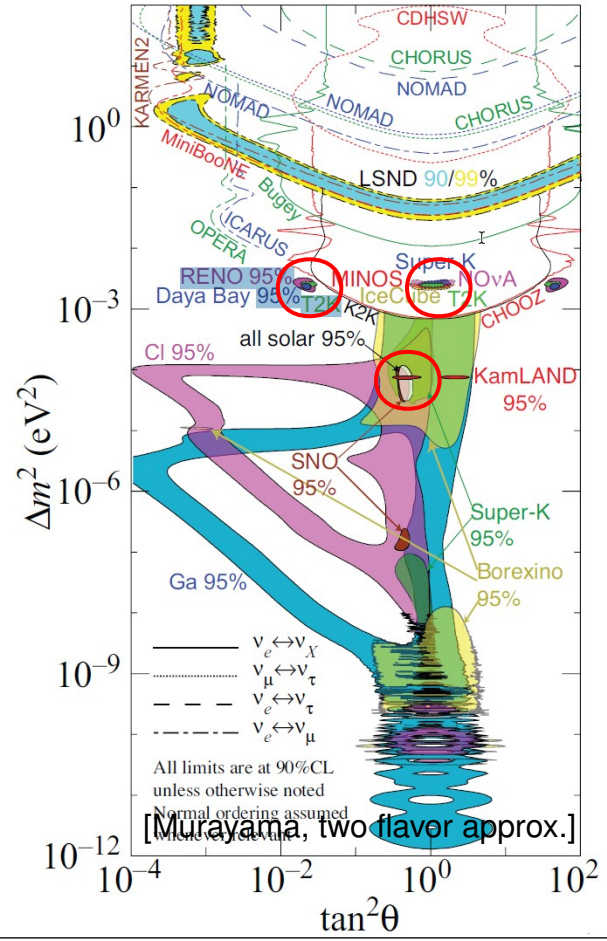 CDHSW
CHORUS
NOMAD
KARMEN2
NOMAD
NOMAD
CHORUS
10^0
MiniBooNE
LSND 90/99%
Bugey
ICARUS
OPERA
Super-K
RENO 95%
MINOS
NOνA
Daya Bay 95%
IceCube
T2K
T2K
K2K
CHOOZ
10^-3
all solar 95%
Cl 95%
KamLAND
95%
SNO
95%
10^-6
Super-K
95%
Ga 95%
Borexino
95%
Δm^2 (eV^2)
ν_e↔ν_X
10^-9
ν_μ↔ν_τ
ν_e↔ν_τ
ν_e↔ν_μ
All limits are at 90%CL
unless otherwise noted
Normal ordering assumed
whenever relevant
[Murayama, two flavor approx.]
10^-12
10^-4
10^-2
10^0
10^2
tan^2θ